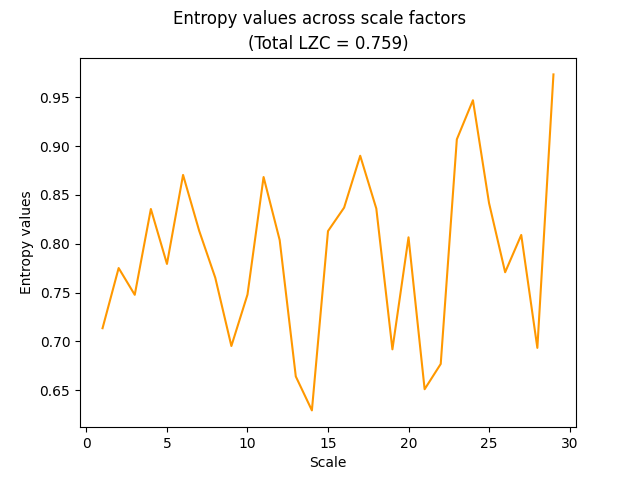 Entropy values across scale factors
(Total LZC = 0.759)
0.95
0.90
0.85
0.80
0.75
0.70
0.65
Entropy values
0 5 10 15 20 25 30
Scale